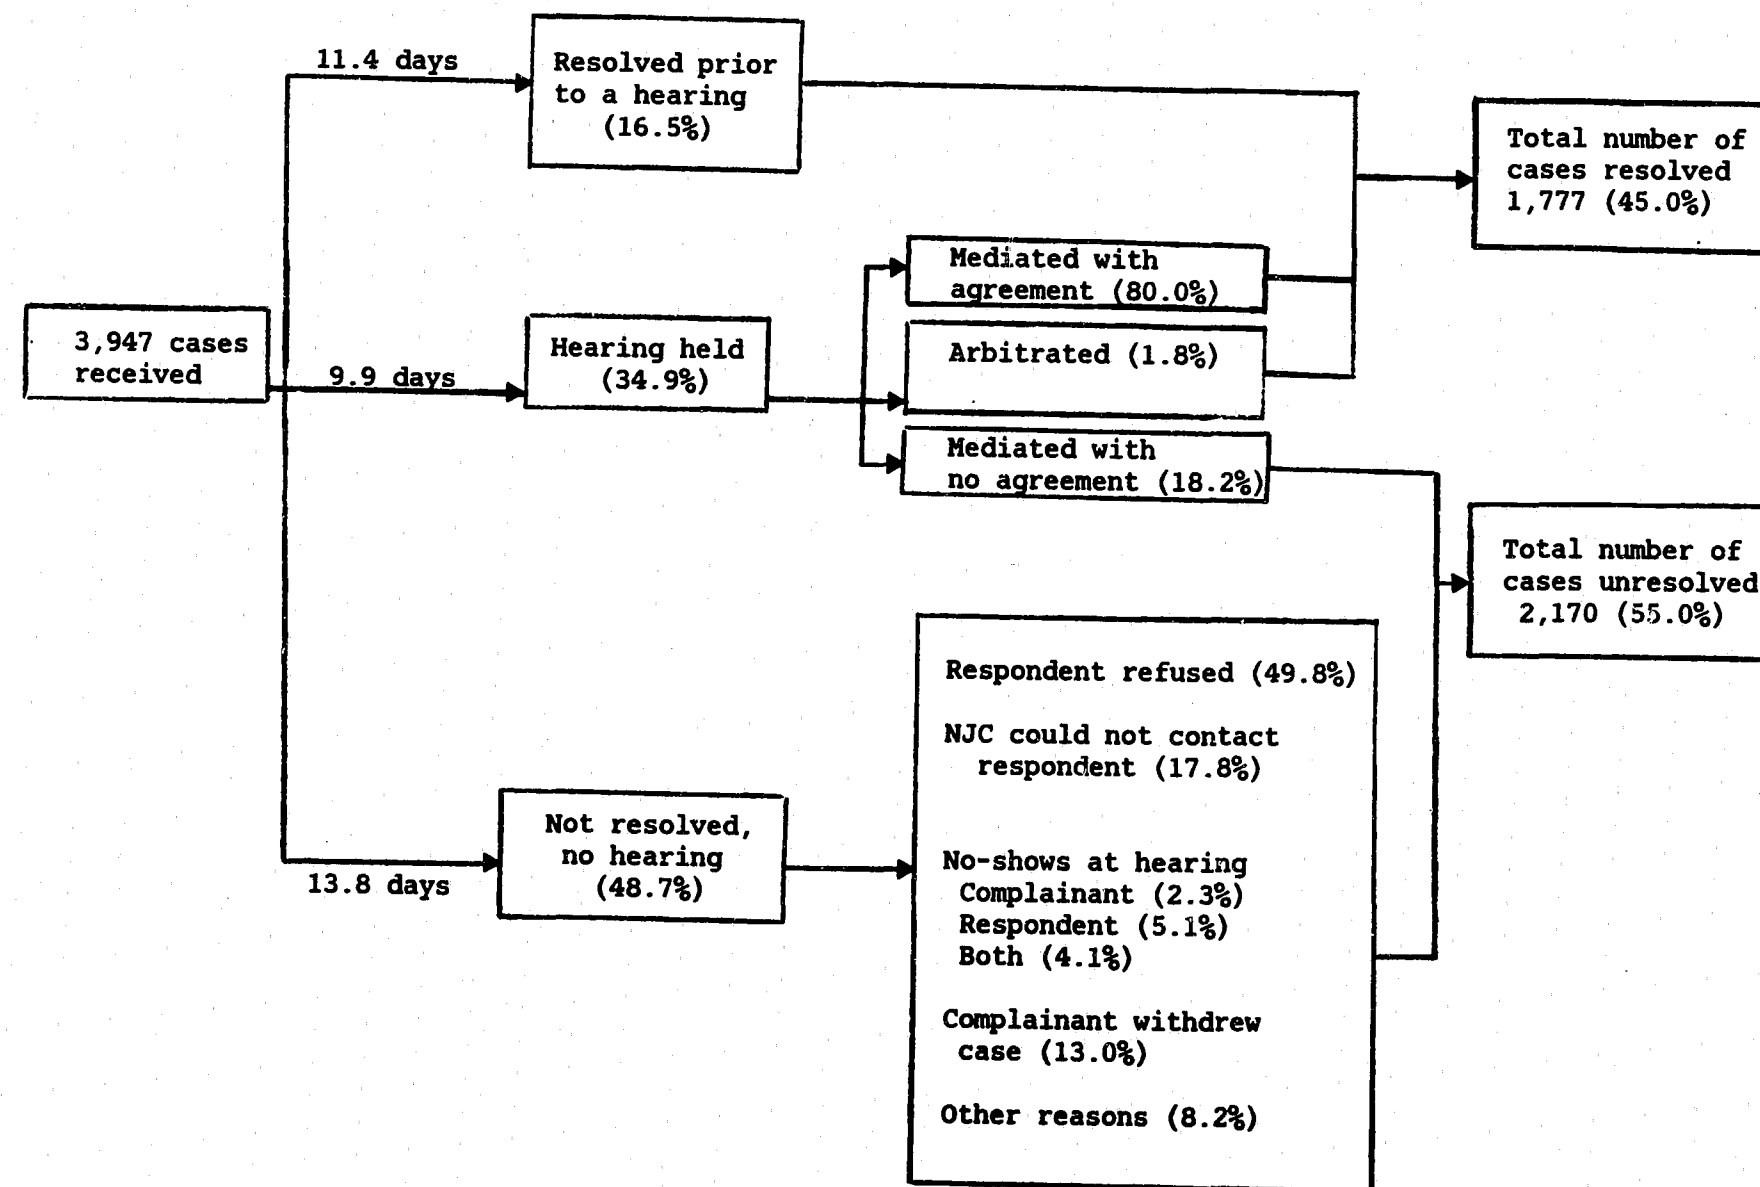 11.4 days
Resolved prior
to a hearing
(16.5%)
Total number of
cases resolved
1,777 (45.0%)
Mediated with
agreement (80.0%)
3,947 cases
received
9.9 days
Hearing held
(34.9%)
Arbitrated (1.8%)
Mediated with
no agreement (18.2%)
Total number of
cases unresolved
2,170 (55.0%)
13.8 days
Not resolved,
no hearing
(48.7%)
Respondent refused (49.8%)
NJC could not contact
respondent (17.8%)
No-shows at hearing
Complainant (2.3%)
Respondent (5.1%)
Both (4.1%)
Complainant withdrew
case (13.0%)
Other reasons (8.2%)